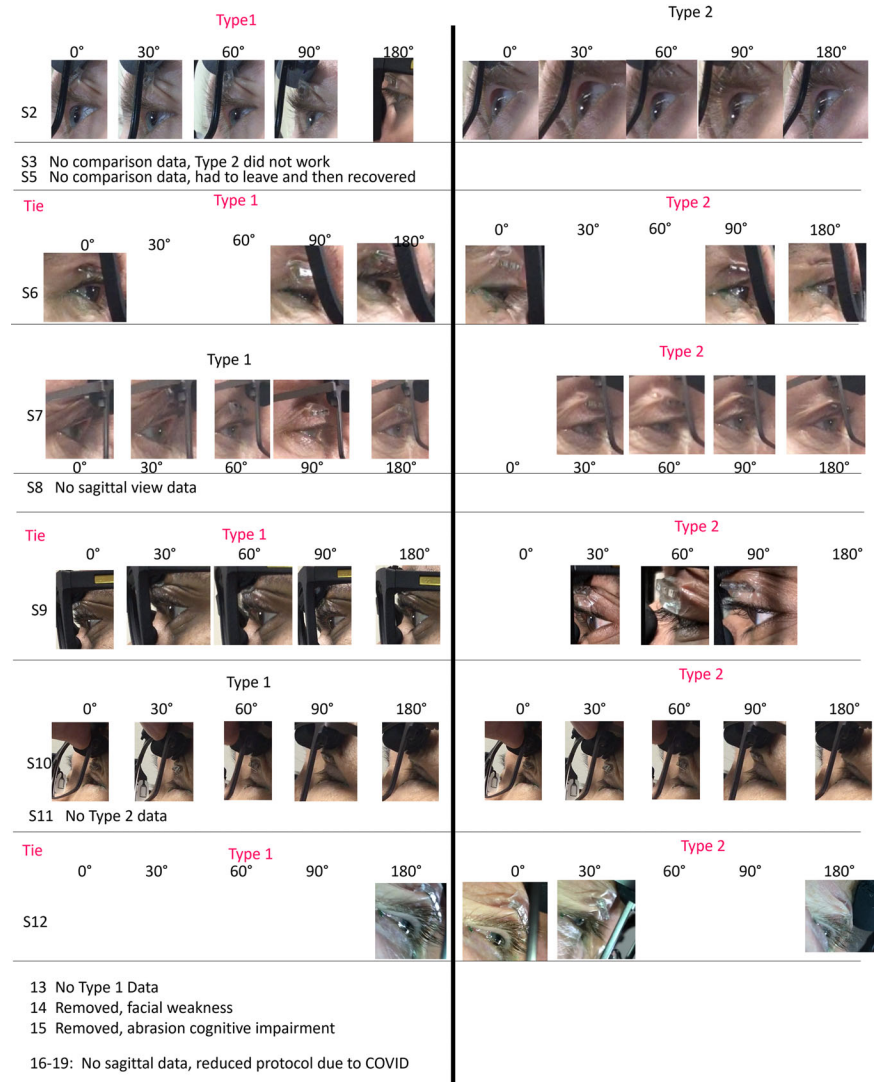 Type1
Type 2
0° 30° 60° 90° 180° 0° 30° 60° 90° 180°
S2
S3 No comparison data, Type 2 did not work
S5 No comparison data, had to leave and then recovered
Tie Type 1 Type 2
0° 30° 60° 90° 180° 0° 30° 60° 90° 180°
S6
Type 1 Type 2
S7
0° 30° 60° 90° 180° 0° 30° 60° 90° 180°
S8 No sagittal view data
Tie Type 1 Type 2
0° 30° 60° 90° 180° 0° 30° 60° 90° 180°
S9
Type 1 Type 2
0° 30° 60° 90° 180° 0° 30° 60° 90° 180°
S10
S11 No Type 2 data
Tie Type 1 Type 2
0° 30° 60° 90° 180° 0° 30° 60° 90° 180°
S12
13 No Type 1 Data
14 Removed, facial weakness
15 Removed, abrasion cognitive impairment
16-19: No sagittal data, reduced protocol due to COVID